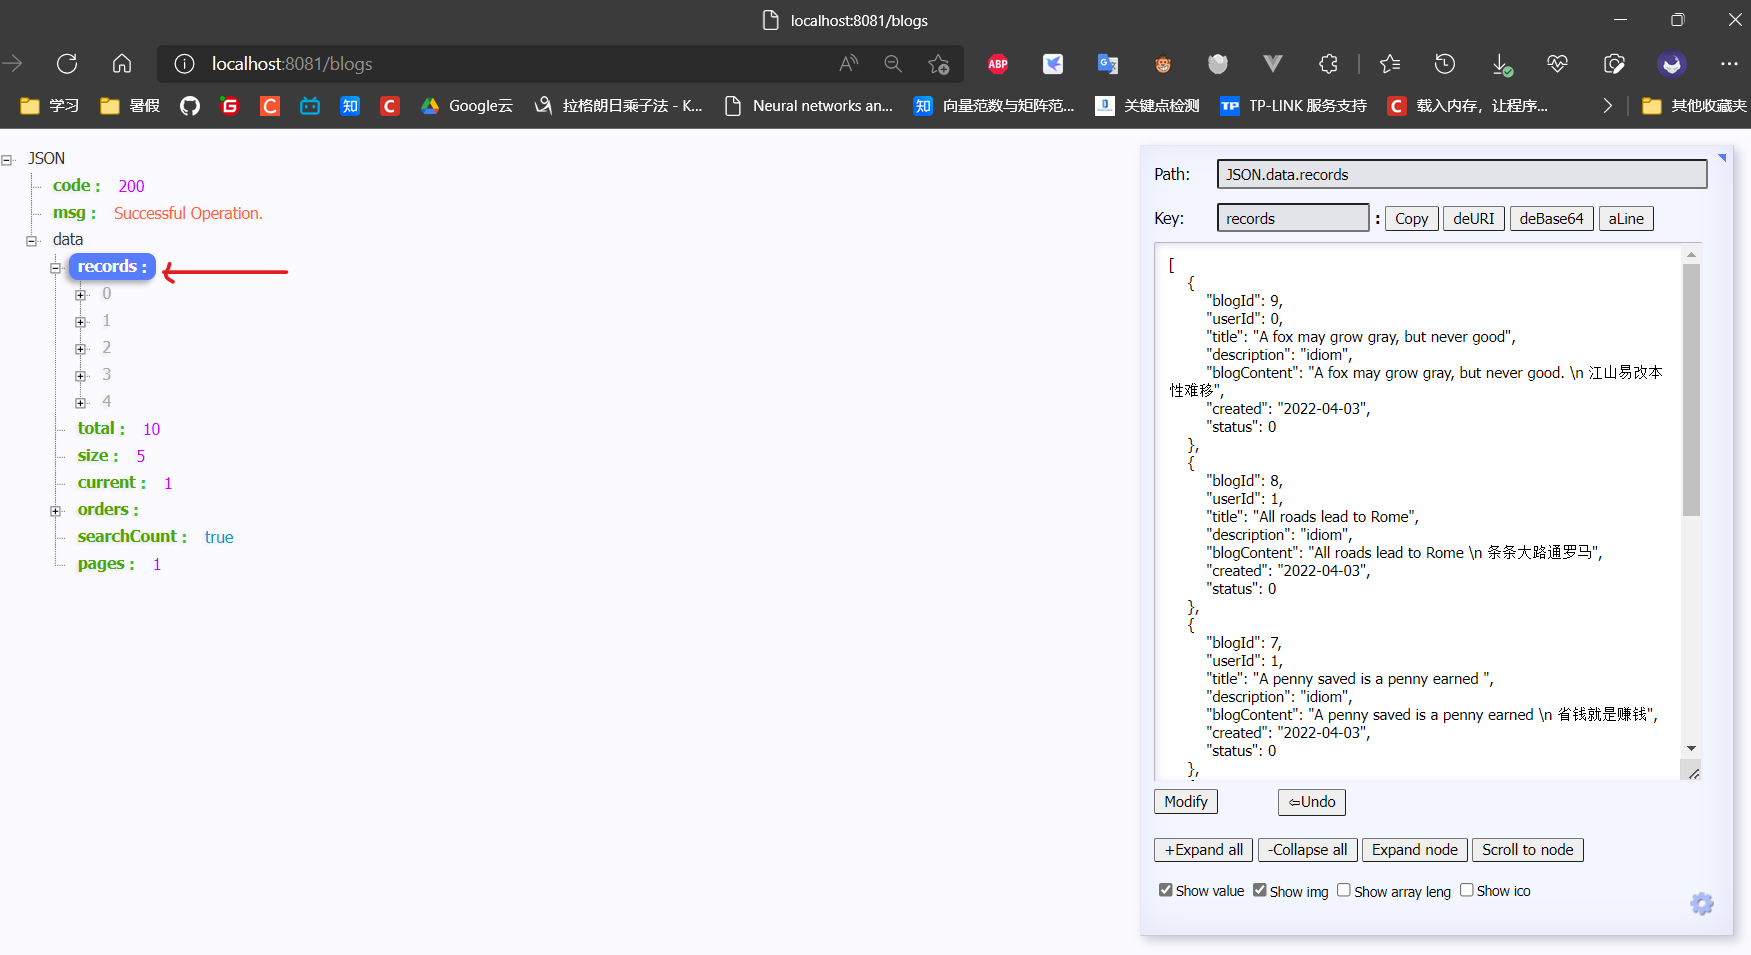 localhost:8081/blogs
localhost:8081/blogs
A
ABP
G
学习
暑假
G
C
知
C
Google云
拉格朗日乘子法 - K...
Neural networks an...
知
向量范数与矩阵范...
关键点检测
TP
TP-LINK 服务支持
C
载入内存，让程序...
其他收藏夹
JSON
code : 200
msg : Successful Operation.
data
records :
0
1
2
3
4
total : 10
size : 5
current : 1
orders :
searchCount : true
pages : 1
Path: JSON.data.records
Key: records : Copy deURI deBase64 aLine
[
{
"blogId": 9,
"userId": 0,
"title": "A fox may grow gray, but never good",
"description": "idiom",
"blogContent": "A fox may grow gray, but never good. \n 江山易改本
性难移",
"created": "2022-04-03",
"status": 0
},
{
"blogId": 8,
"userId": 1,
"title": "All roads lead to Rome",
"description": "idiom",
"blogContent": "All roads lead to Rome \n 条条大路通罗马",
"created": "2022-04-03",
"status": 0
},
{
"blogId": 7,
"userId": 1,
"title": "A penny saved is a penny earned ",
"description": "idiom",
"blogContent": "A penny saved is a penny earned \n 省钱就是赚钱",
"created": "2022-04-03",
"status": 0
},
Modify ⇦Undo
+Expand all -Collapse all Expand node Scroll to node
Show value Show img Show array leng Show ico